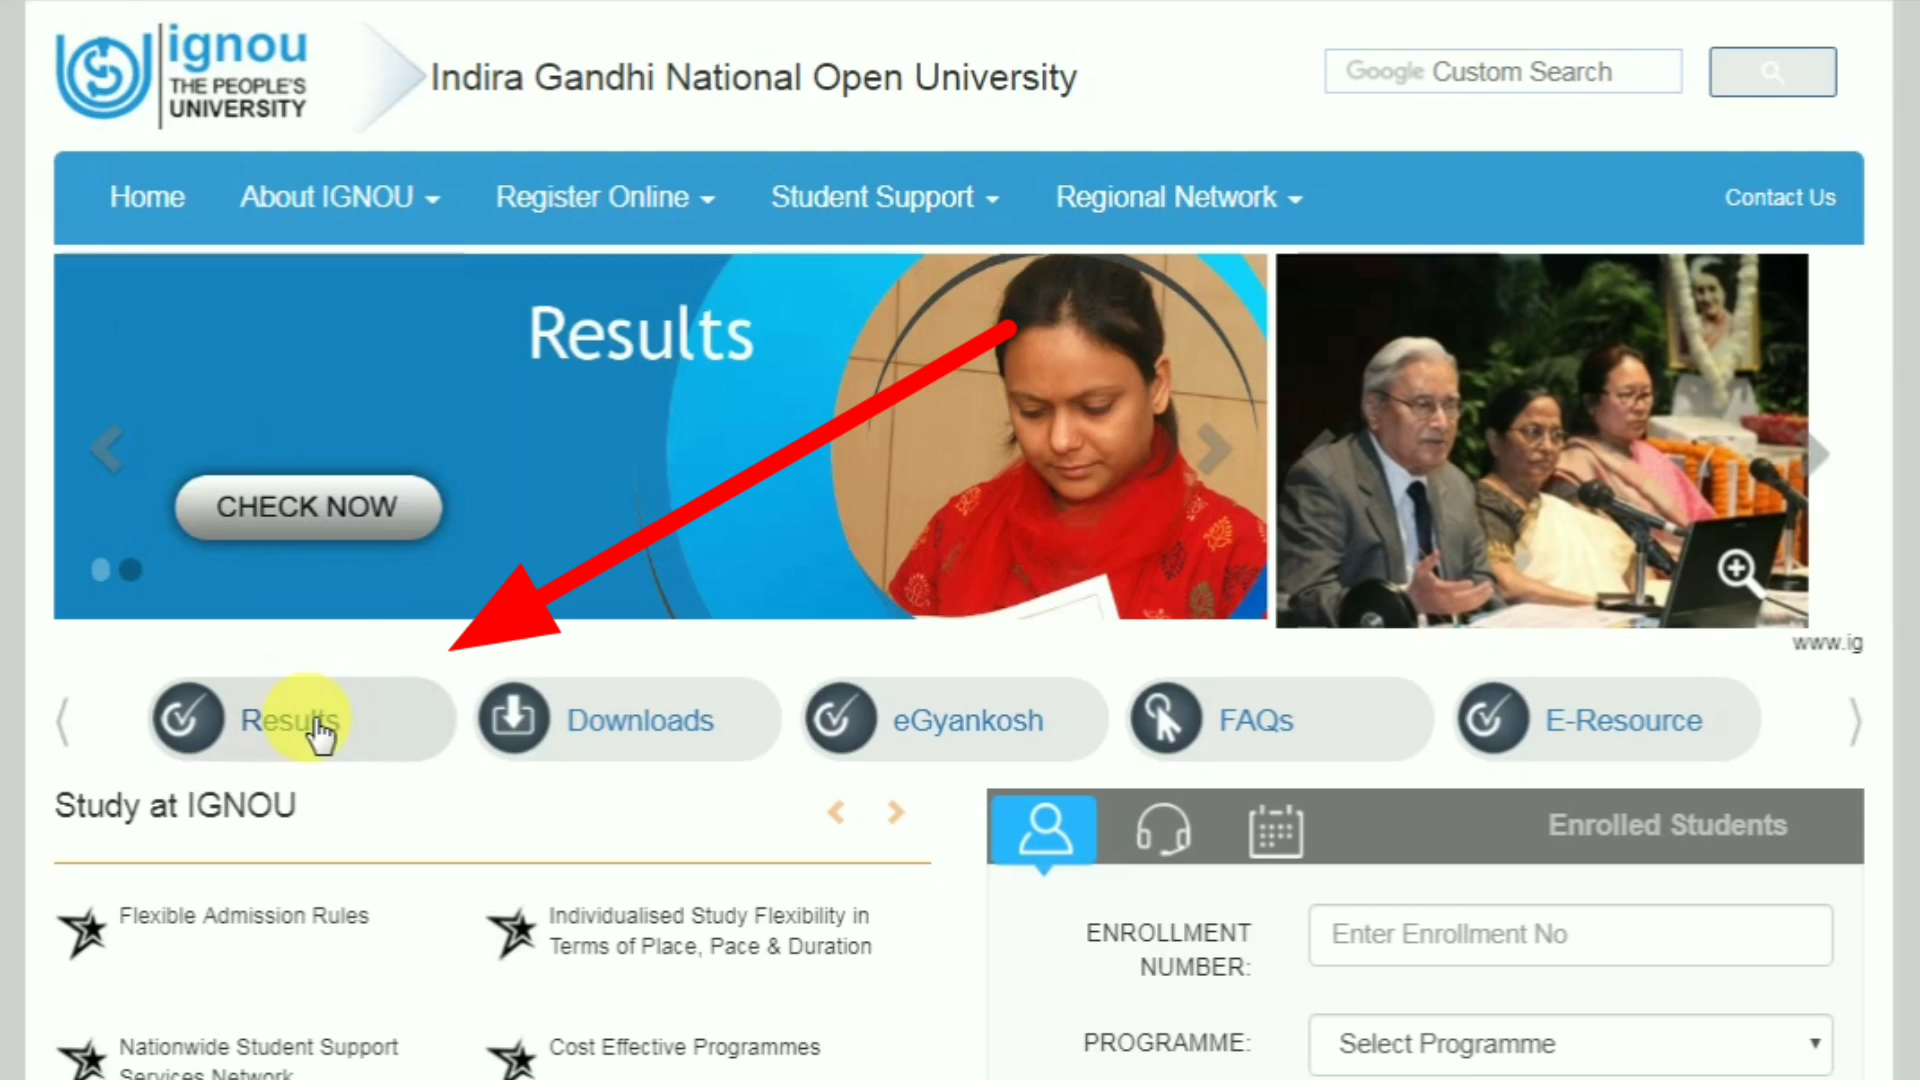 ignou
THE PEOPLE'S
UNIVERSITY
Indira Gandhi National Open University
Google Custom Search
Home
About IGNOU
Register Online
Student Support
Regional Network
Contact Us
Results
CHECK NOW
www.ig
Results
Downloads
eGyankosh
FAQs
E-Resource
Study at IGNOU
Enrolled Students
Flexible Admission Rules
Individualised Study Flexibility in
Terms of Place, Pace & Duration
ENROLLMENT
NUMBER:
Enter Enrollment No
Nationwide Student Support
Services Network
Cost Effective Programmes
PROGRAMME:
Select Programme